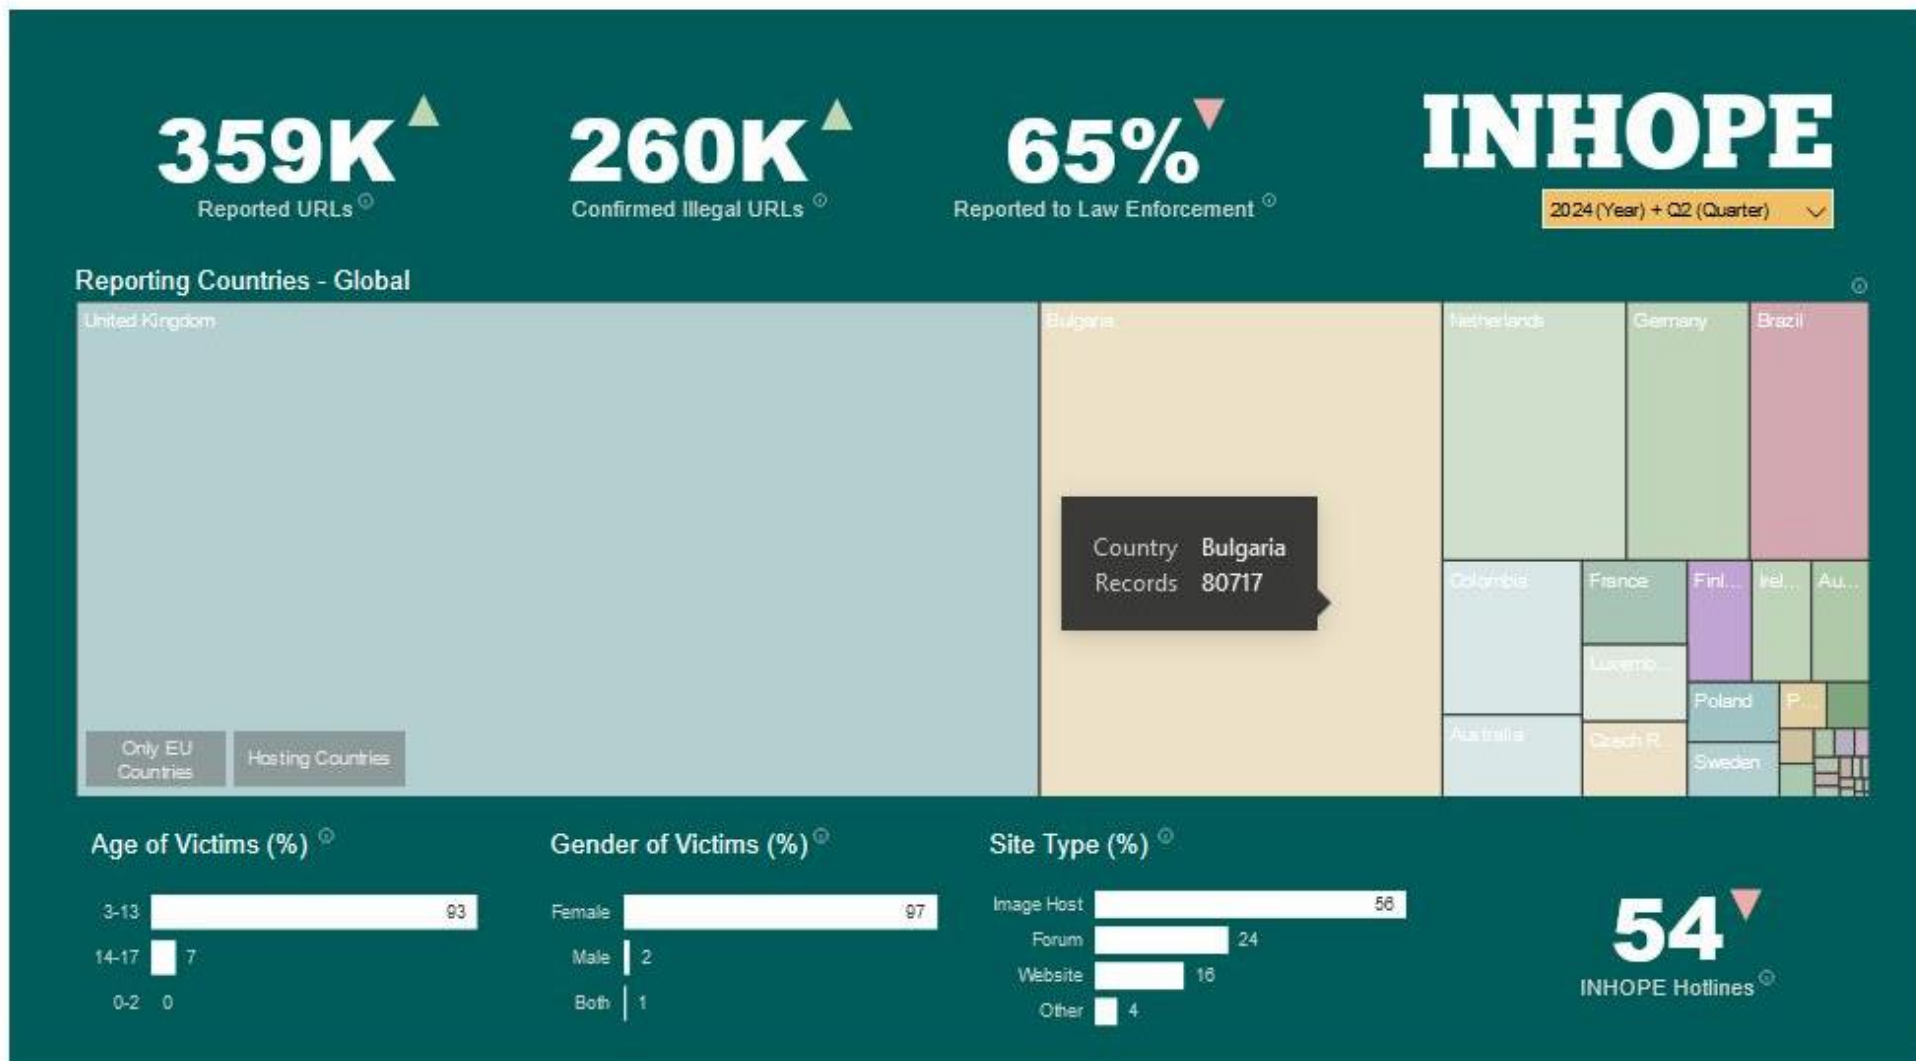 359K
Reported URLs
260K
Confirmed Illegal URLs
65%
Reported to Law Enforcement
INHOPE
2024 (Year) + Q2 (Quarter)
Reporting Countries - Global
United Kingdom
Bulgaria
Netherlands
Germany
Brazil
Country Bulgaria
Records 80717
Colombia
France
Finl...
Irel...
Au...
Luxemb...
Poland
P...
Australia
Czech R...
Sweden
Only EU
Countries
Hosting Countries
Age of Victims (%)
3-13 93
14-17 7
0-2 0
Gender of Victims (%)
Female 97
Male 2
Both 1
Site Type (%)
Image Host 56
Forum 24
Website 16
Other 4
54
INHOPE Hotlines